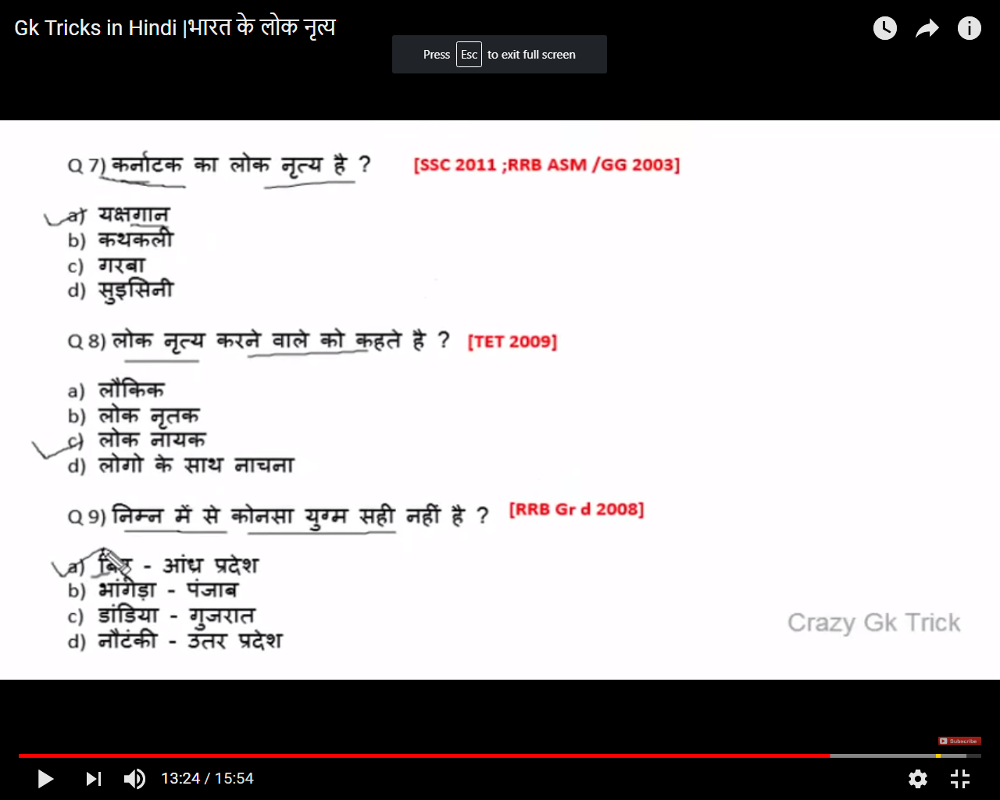 Gk Tricks in Hindi |भारत के लोक नृत्य
Press Esc to exit full screen
Q 7) कर्नाटक का लोक नृत्य है ? [SSC 2011 ;RRB ASM /GG 2003]
a) यक्षगान
b) कथकली
c) गरबा
d) सुइसिनी
Q 8) लोक नृत्य करने वाले को कहते है ? [TET 2009]
a) लौकिक
b) लोक नृतक
c) लोक नायक
d) लोगो के साथ नाचना
Q 9) निम्न में से कोनसा युग्म सही नहीं है ? [RRB Gr d 2008]
a) - आंध्र प्रदेश
b) भांगेड़ा - पंजाब
c) डांडिया - गुजरात
d) नौटंकी - उतर प्रदेश
Crazy Gk Trick
Subscribe
13:24 / 15:54